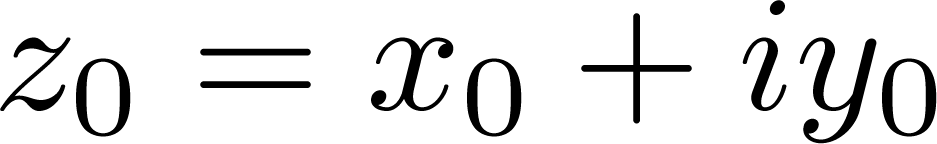 z₀ = x₀ + iy₀